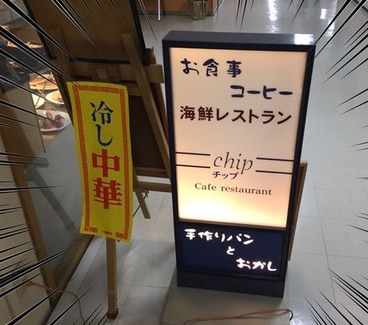 お食事
コーヒー
海鮮レストラン
chip
チップ
Cafe restaurant
手作りパン
と
おかし
冷し中華